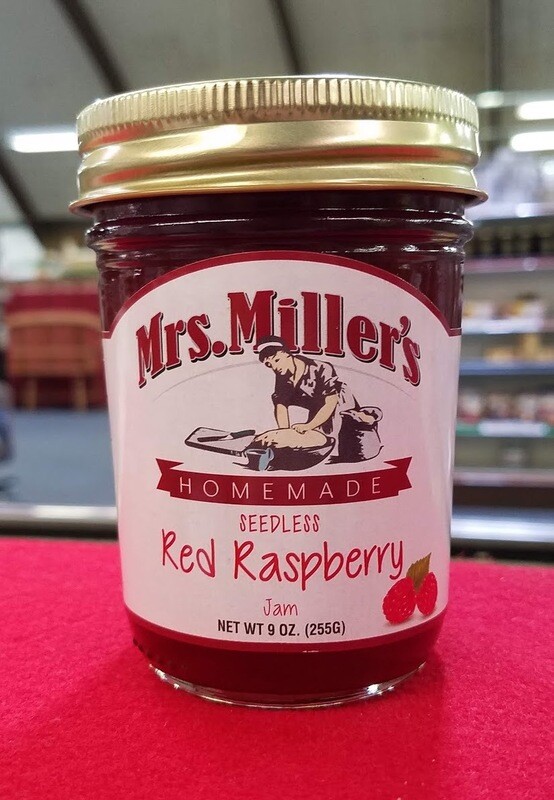 Mrs. Miller's
HOMEMADE
SEEDLESS
Red Raspberry
Jam
NET WT 9 OZ. (255G)